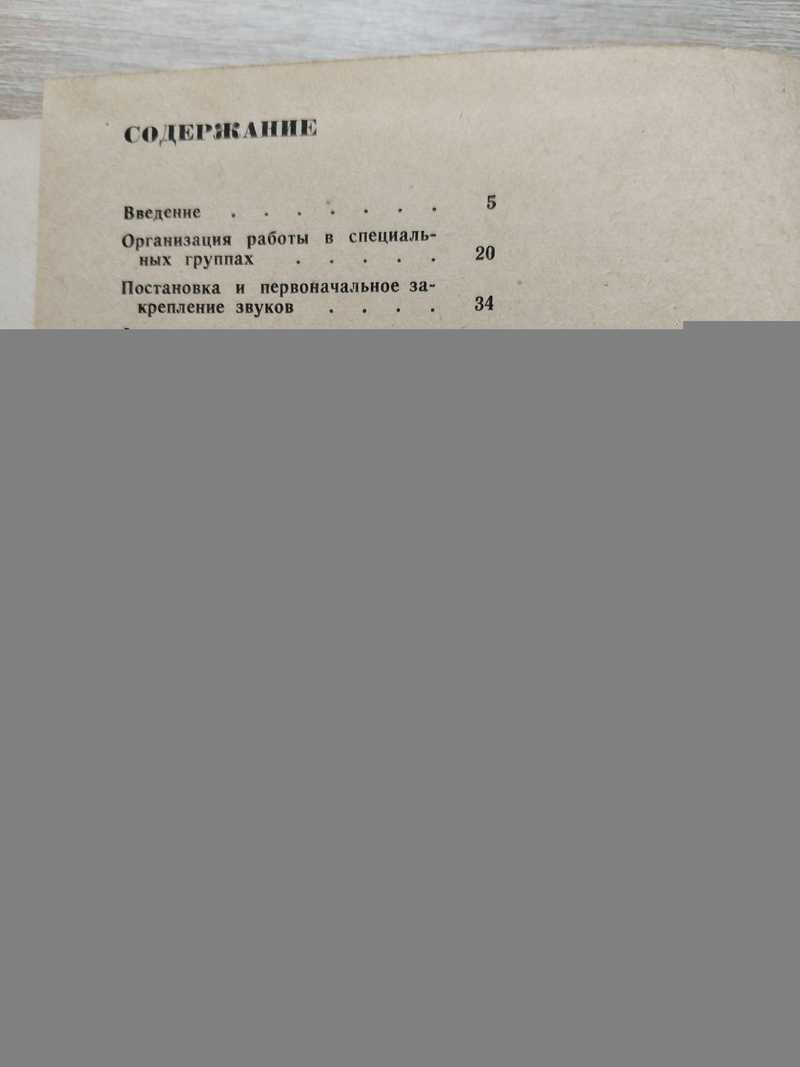 СОДЕРЖАНИЕ
Введение . . . . . . . 5
Организация работы в специаль-
ных группах . . . . . 20
Постановка и первоначальное за-
крепление звуков . . . . 34